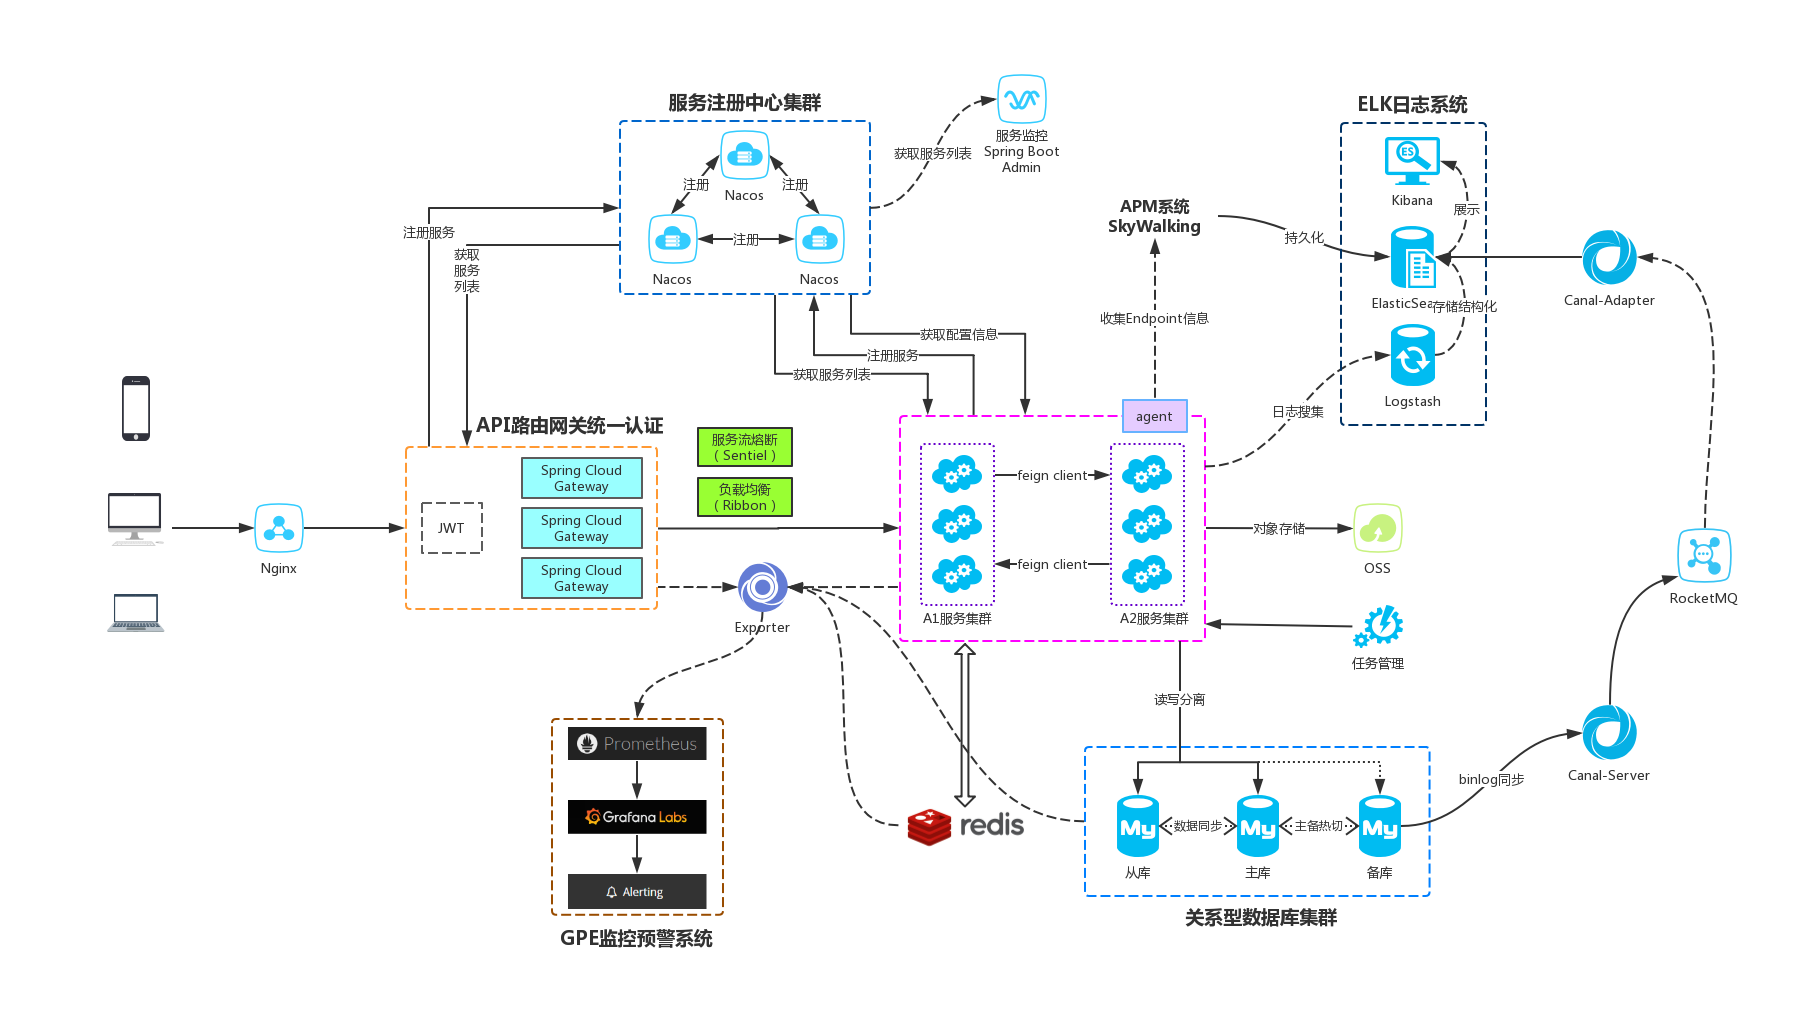 服务注册中心集群
Nacos
注册
注册
注册
Nacos
Nacos
获取服务列表
服务监控
Spring Boot
Admin
ELK日志系统
Kibana
展示
ElasticSea
存储结构化
Logstash
APM系统
SkyWalking
持久化
收集Endpoint信息
Canal-Adapter
注册服务
获取
服务
列表
获取配置信息
注册服务
获取服务列表
日志搜集
API路由网关统一认证
JWT
Spring Cloud
Gateway
Spring Cloud
Gateway
Spring Cloud
Gateway
服务流熔断
( Sentiel )
负载均衡
( Ribbon )
agent
feign client
feign client
A1服务集群
A2服务集群
Nginx
Exporter
对象存储
OSS
任务管理
RocketMQ
读写分离
Prometheus
Grafana Labs
Alerting
GPE监控预警系统
redis
My
数据同步
My
主备热切
My
从库
主库
备库
关系型数据库集群
binlog同步
Canal-Server
ES